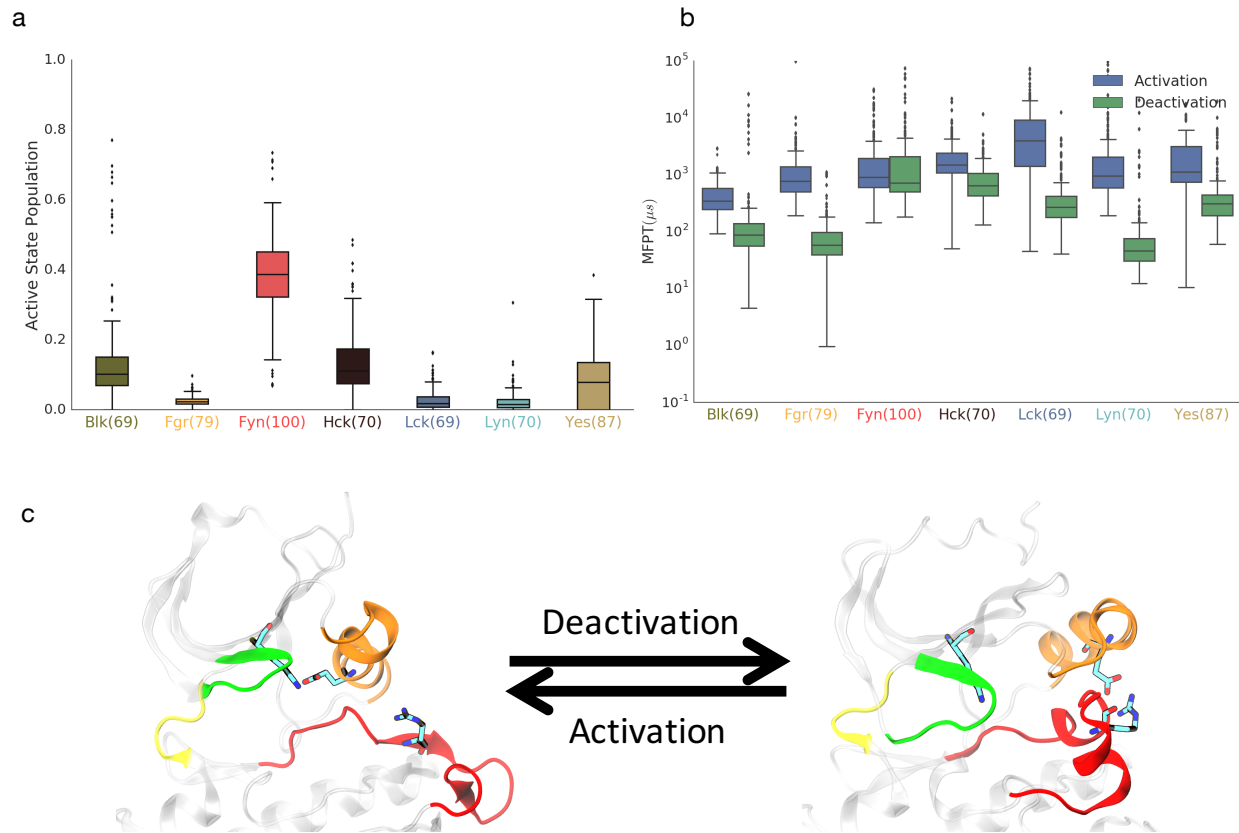 a
1.0
0.8
0.6
0.4
0.2
0.0
Active State Population
Blk(69) Fgr(79) Fyn(100) Hck(70) Lck(69) Lyn(70) Yes(87)
b
10^5
10^4
10^3
10^2
10^1
10^0
10^-1
MFPT(μs)
Activation
Deactivation
Blk(69) Fgr(79) Fyn(100) Hck(70) Lck(69) Lyn(70) Yes(87)
c
Deactivation
Activation